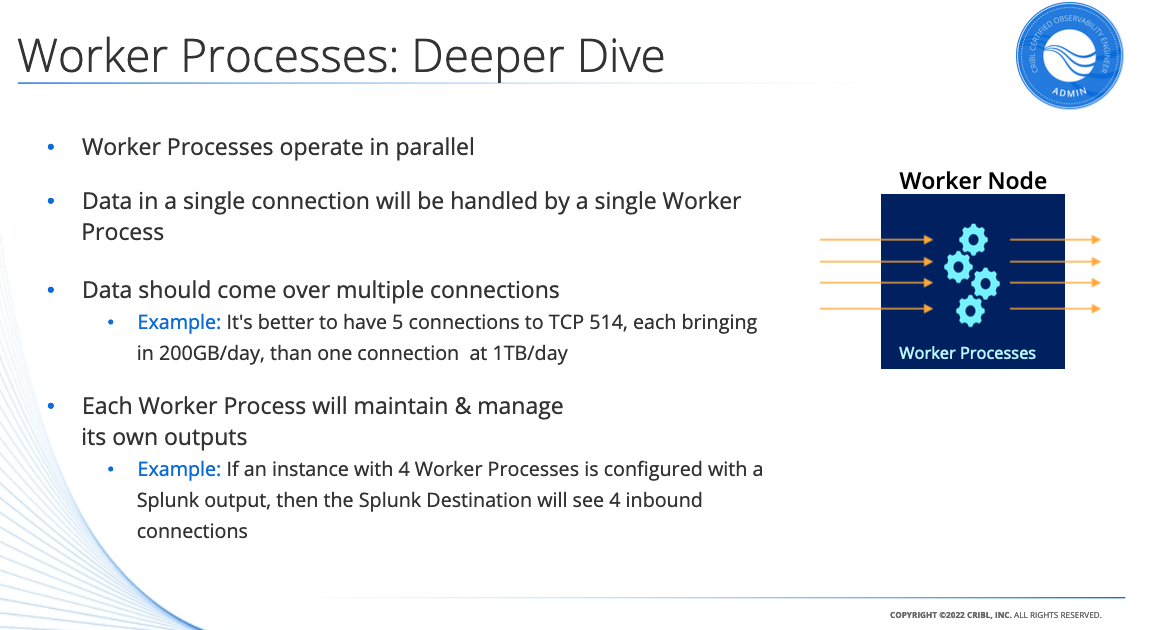 Worker Processes: Deeper Dive
CRIBL CERTIFIED OBSERVABILITY ENGINEER
ADMIN
• Worker Processes operate in parallel
• Data in a single connection will be handled by a single Worker
Process
• Data should come over multiple connections
• Example: It's better to have 5 connections to TCP 514, each bringing
in 200GB/day, than one connection at 1TB/day
• Each Worker Process will maintain & manage
its own outputs
• Example: If an instance with 4 Worker Processes is configured with a
Splunk output, then the Splunk Destination will see 4 inbound
connections
Worker Node
Worker Processes
COPYRIGHT ©2022 CRIBL, INC. ALL RIGHTS RESERVED.